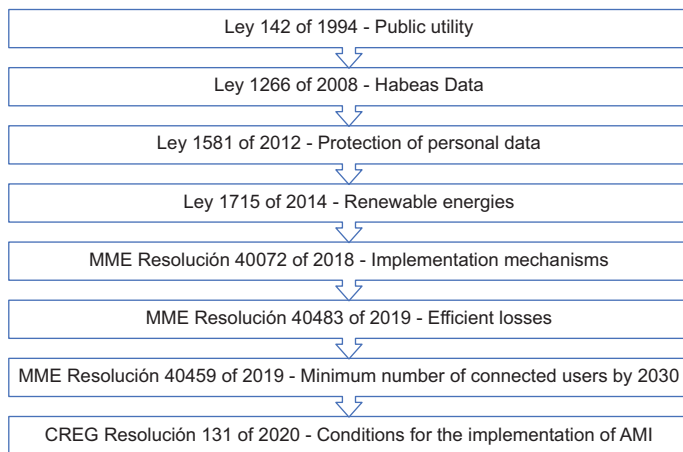 Ley 142 of 1994 - Public utility
Ley 1266 of 2008 - Habeas Data
Ley 1581 of 2012 - Protection of personal data
Ley 1715 of 2014 - Renewable energies
MME Resolución 40072 of 2018 - Implementation mechanisms
MME Resolución 40483 of 2019 - Efficient losses
MME Resolución 40459 of 2019 - Minimum number of connected users by 2030
CREG Resolución 131 of 2020 - Conditions for the implementation of AMI